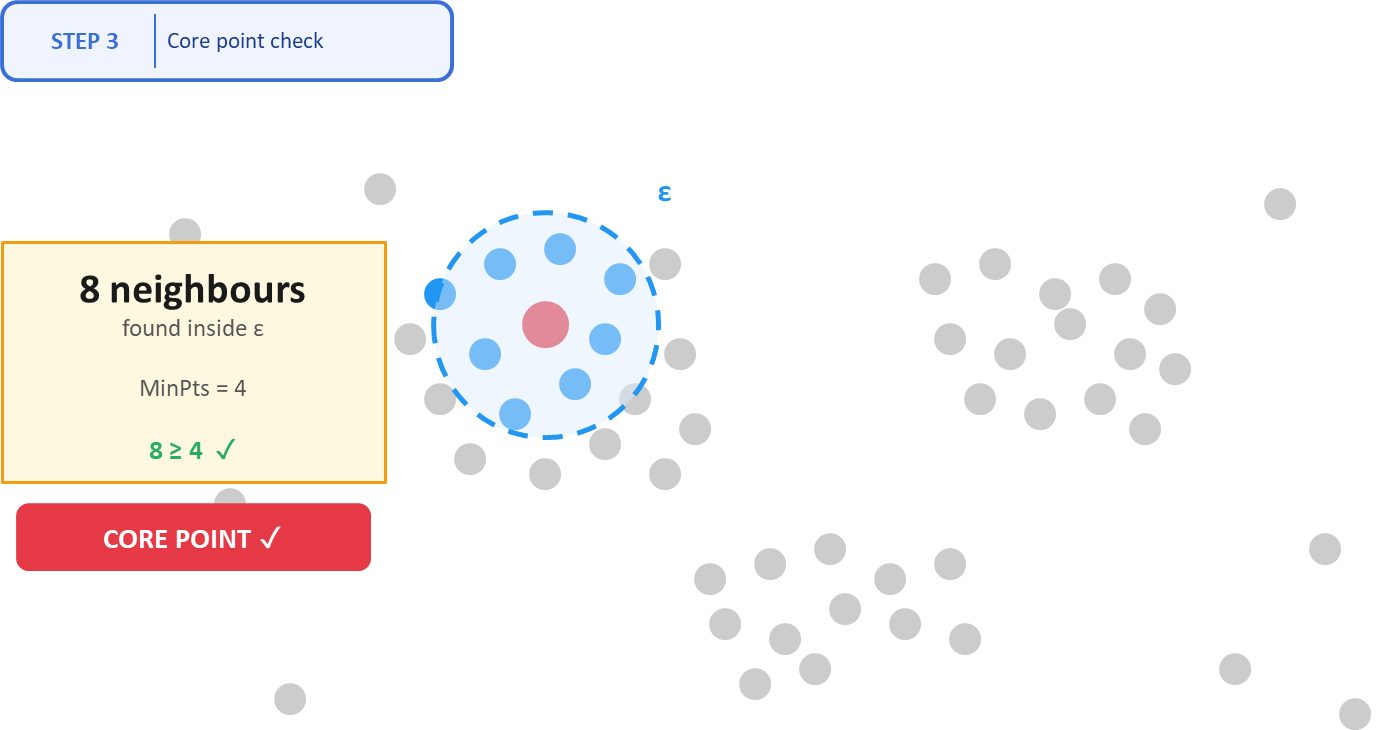 STEP 3
Core point check
ε
8 neighbours
found inside ε
MinPts = 4
8 ≥ 4 ✓
CORE POINT ✓